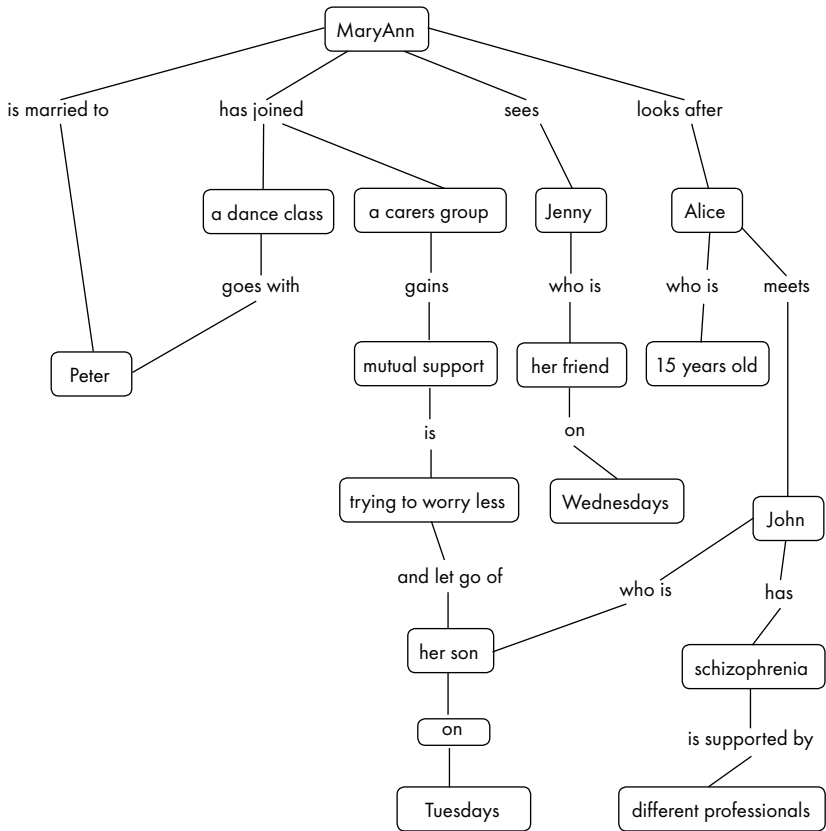 MaryAnn
is married to
has joined
sees
looks after
a dance class
a carers group
Jenny
Alice
goes with
gains
who is
who is
meets
Peter
mutual support
her friend
15 years old
is
on
trying to worry less
Wednesdays
John
and let go of
who is
has
her son
schizophrenia
on
is supported by
Tuesdays
different professionals